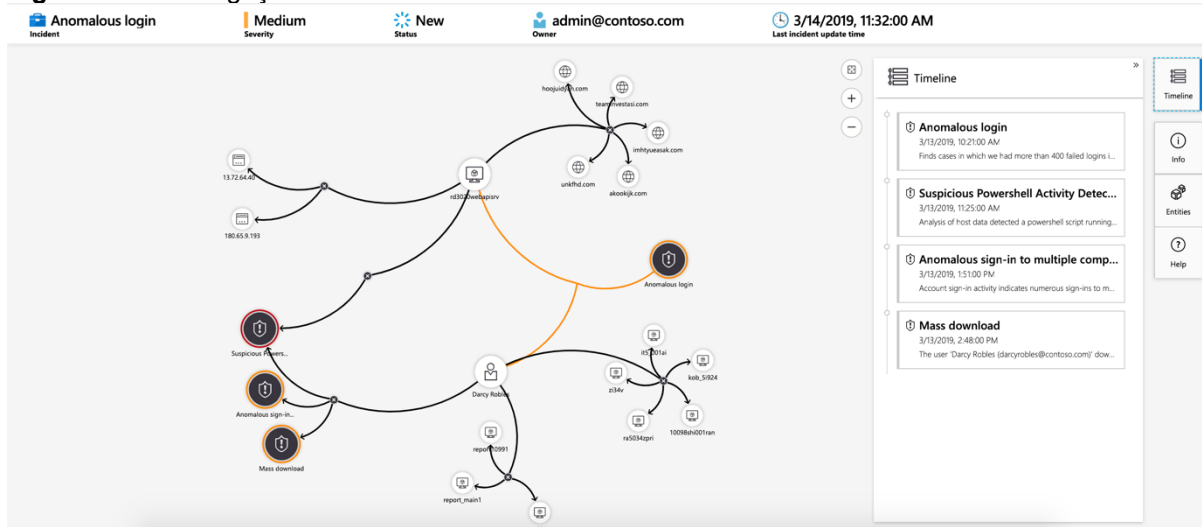 Anomalous login
Incident
Medium
Severity
New
Status
admin@contoso.com
Owner
3/14/2019, 11:32:00 AM
Last incident update time
teaminvestasi.com
imhtyueasak.com
unkfhd.com
akookijk.com
13.72.64.40
180.65.9.193
rd3020webapisrv
Anomalous login
Suspicious Powers...
Anomalous sign-in...
Mass download
Darcy Robles
zi34v
kob_5i924
ra5034zpri
10098shi001ran
report_main1
Timeline
Anomalous login
3/13/2019, 10:21:00 AM
Finds cases in which we had more than 400 failed logins i...
Suspicious Powershell Activity Detec...
3/13/2019, 11:25:00 AM
Analysis of host data detected a powershell script running...
Anomalous sign-in to multiple comp...
3/13/2019, 1:51:00 PM
Account sign-in activity indicates numerous sign-ins to m...
Mass download
3/13/2019, 2:48:00 PM
The user 'Darcy Robles (darcyrobles@contoso.com)' dow...
Timeline
Info
Entities
Help